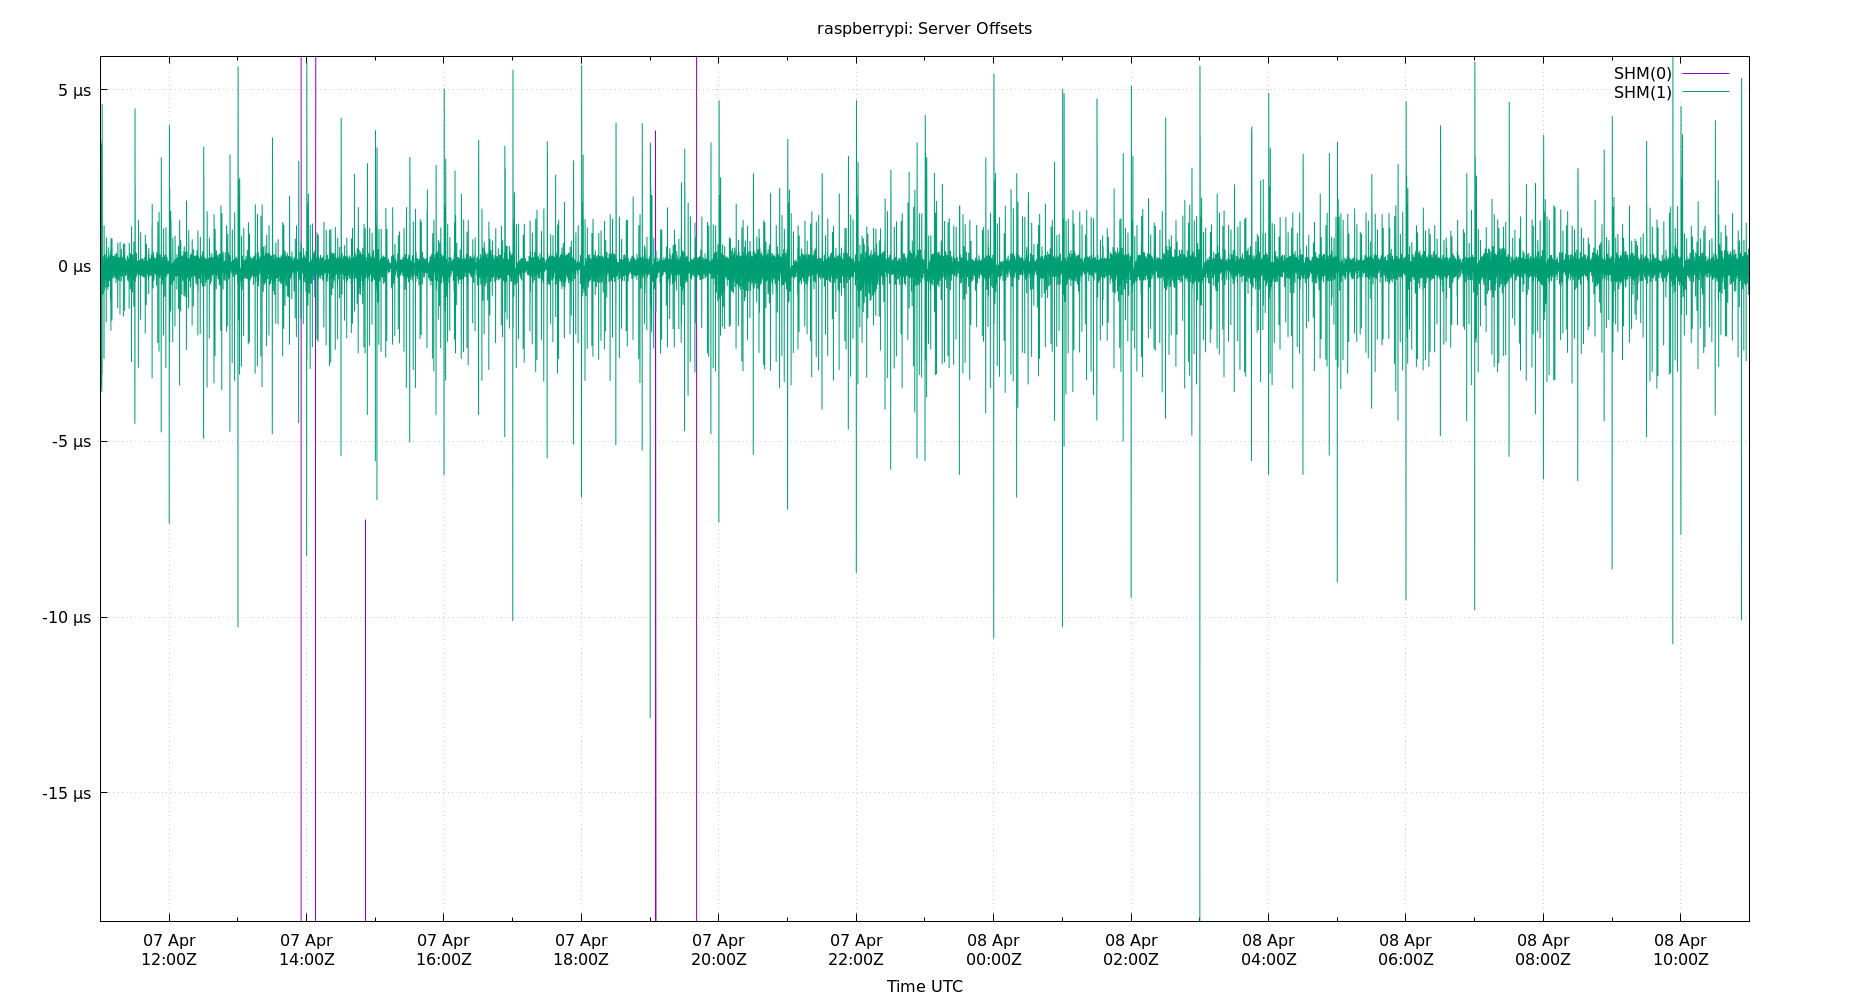 raspberrypi: Server Offsets
SHM(0)
SHM(1)
5 µs
0 µs
-5 µs
-10 µs
-15 µs
07 Apr 07 Apr 07 Apr 07 Apr 07 Apr 07 Apr 08 Apr 08 Apr 08 Apr 08 Apr 08 Apr 08 Apr
12:00Z 14:00Z 16:00Z 18:00Z 20:00Z 22:00Z 00:00Z 02:00Z 04:00Z 06:00Z 08:00Z 10:00Z
Time UTC